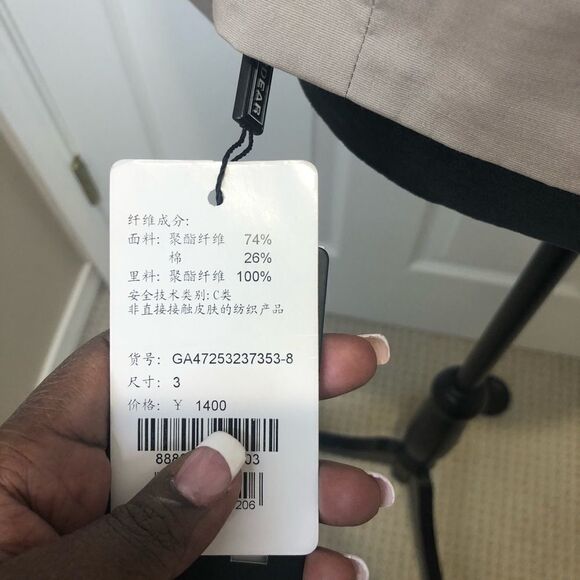 纤维成分:
面料: 聚酯纤维 74%
棉 26%
里料: 聚酯纤维 100%
安全技术类别:C类
非直接接触皮肤的纺织产品
货号: GA47253237353-8
尺寸: 3
价格: ¥ 1400